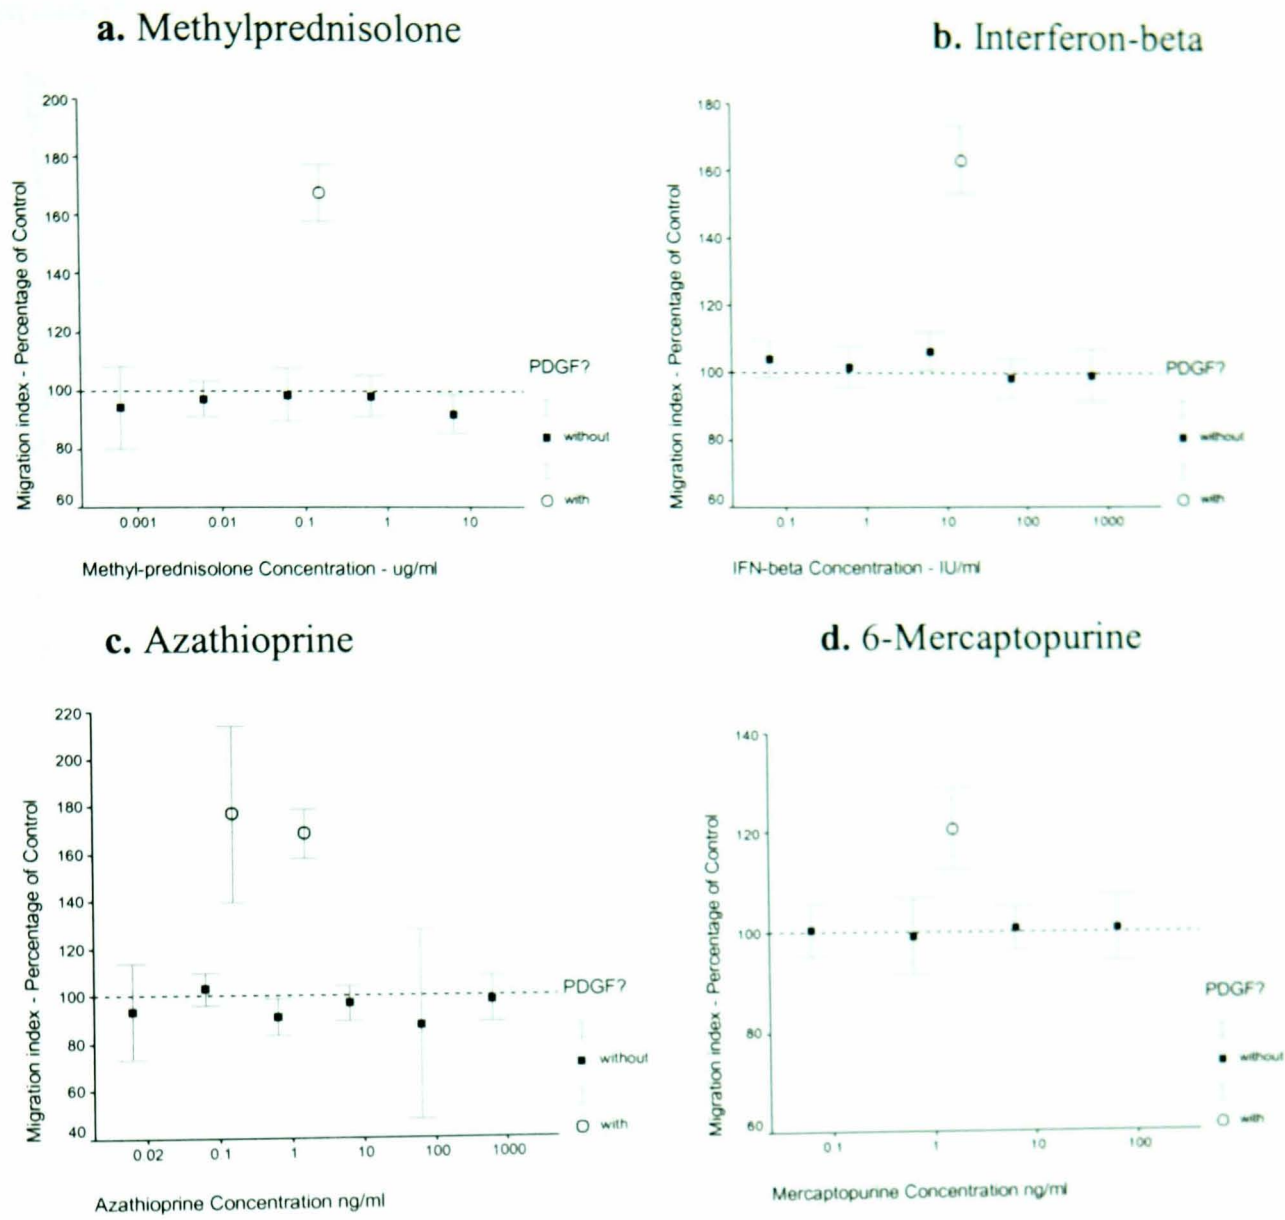 a. Methylprednisolone
200
180
160
140
120
100
80
60
Migration index - Percentage of Control
0.001 0.01 0.1 1 10
Methyl-prednisolone Concentration - ug/ml
PDGF?
without
with
b. Interferon-beta
180
160
140
120
100
80
60
Migration index - Percentage of Control
0.1 1 10 100 1000
IFN-beta Concentration - IU/ml
PDGF?
without
with
c. Azathioprine
220
200
180
160
140
120
100
80
60
40
Migration index - Percentage of Control
0.02 0.1 1 10 100 1000
Azathioprine Concentration ng/ml
PDGF?
without
with
d. 6-Mercaptopurine
140
120
100
80
60
Migration index - Percentage of Control
0.1 1 10 100
Mercaptopurine Concentration ng/ml
PDGF?
without
with